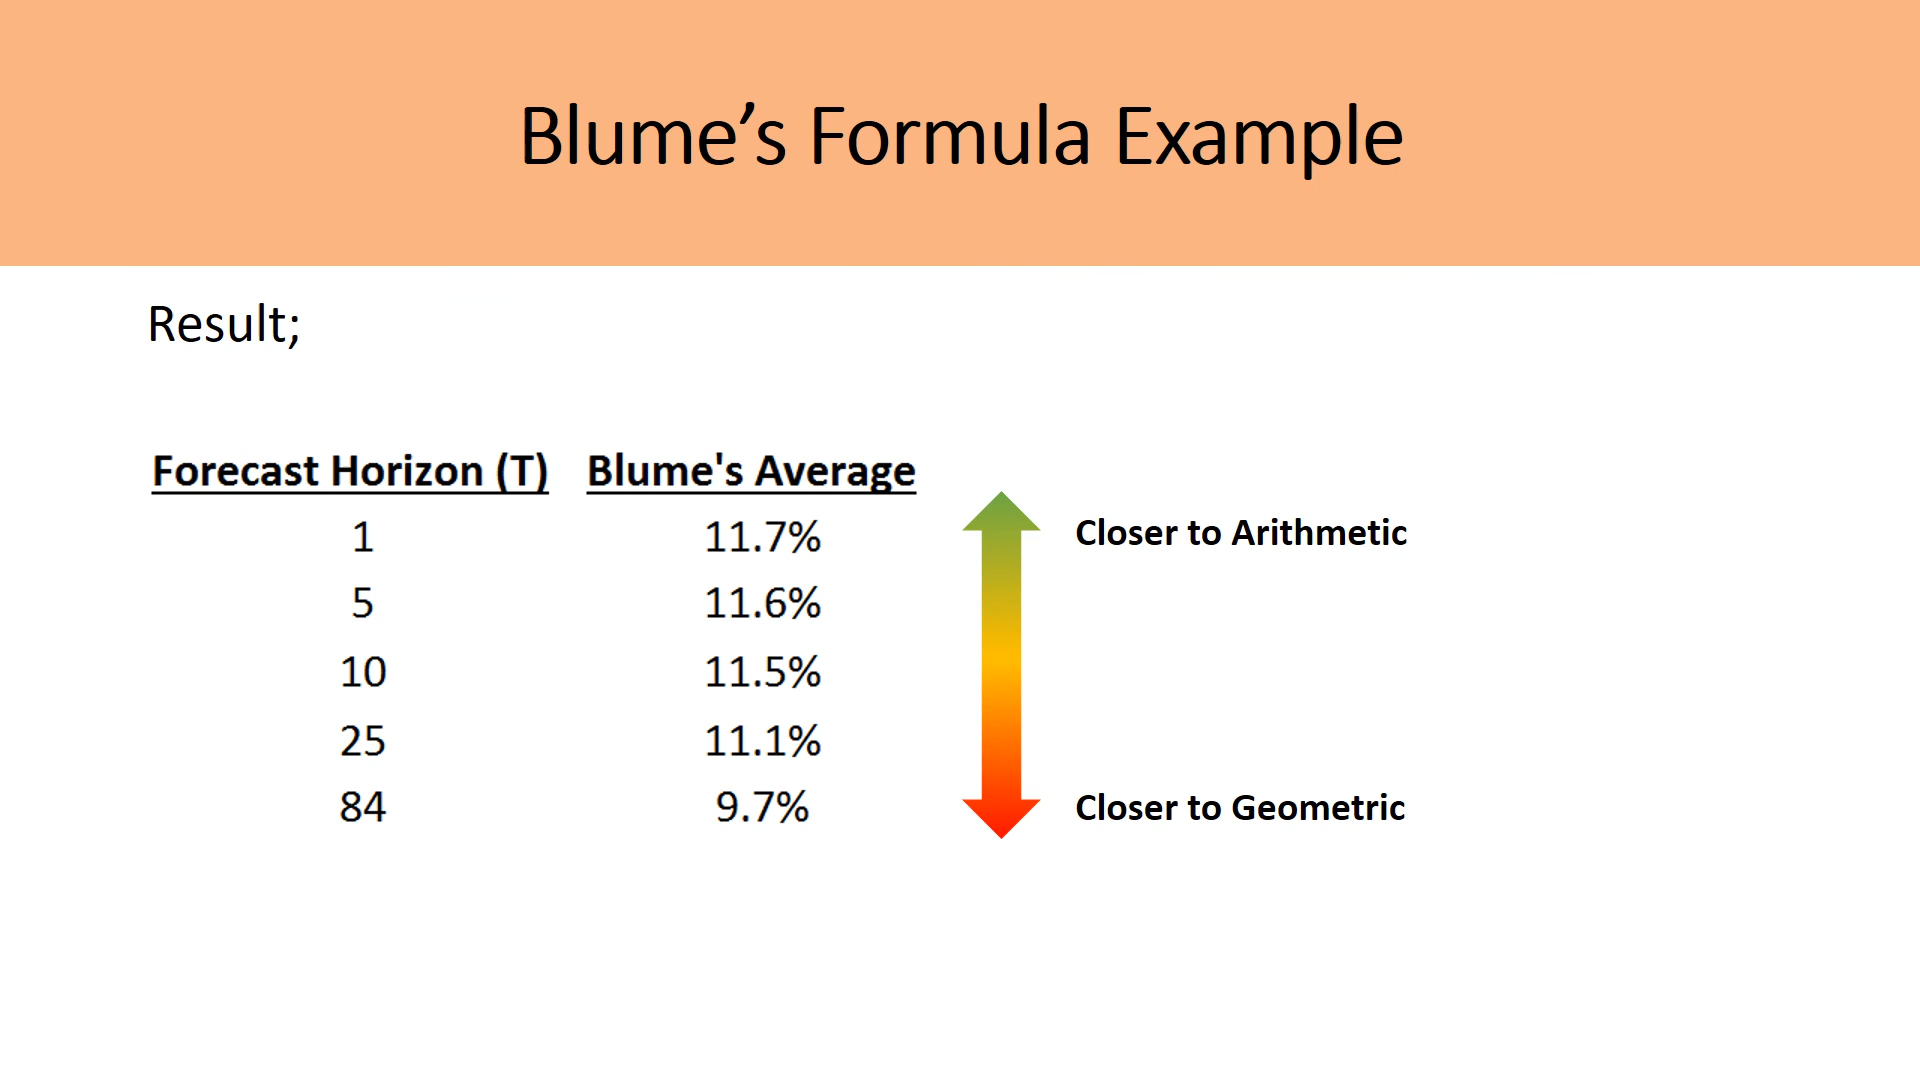 Blume’s Formula Example
Result;
Forecast Horizon (T) Blume's Average
1 11.7% Closer to Arithmetic
5 11.6%
10 11.5%
25 11.1%
84 9.7% Closer to Geometric